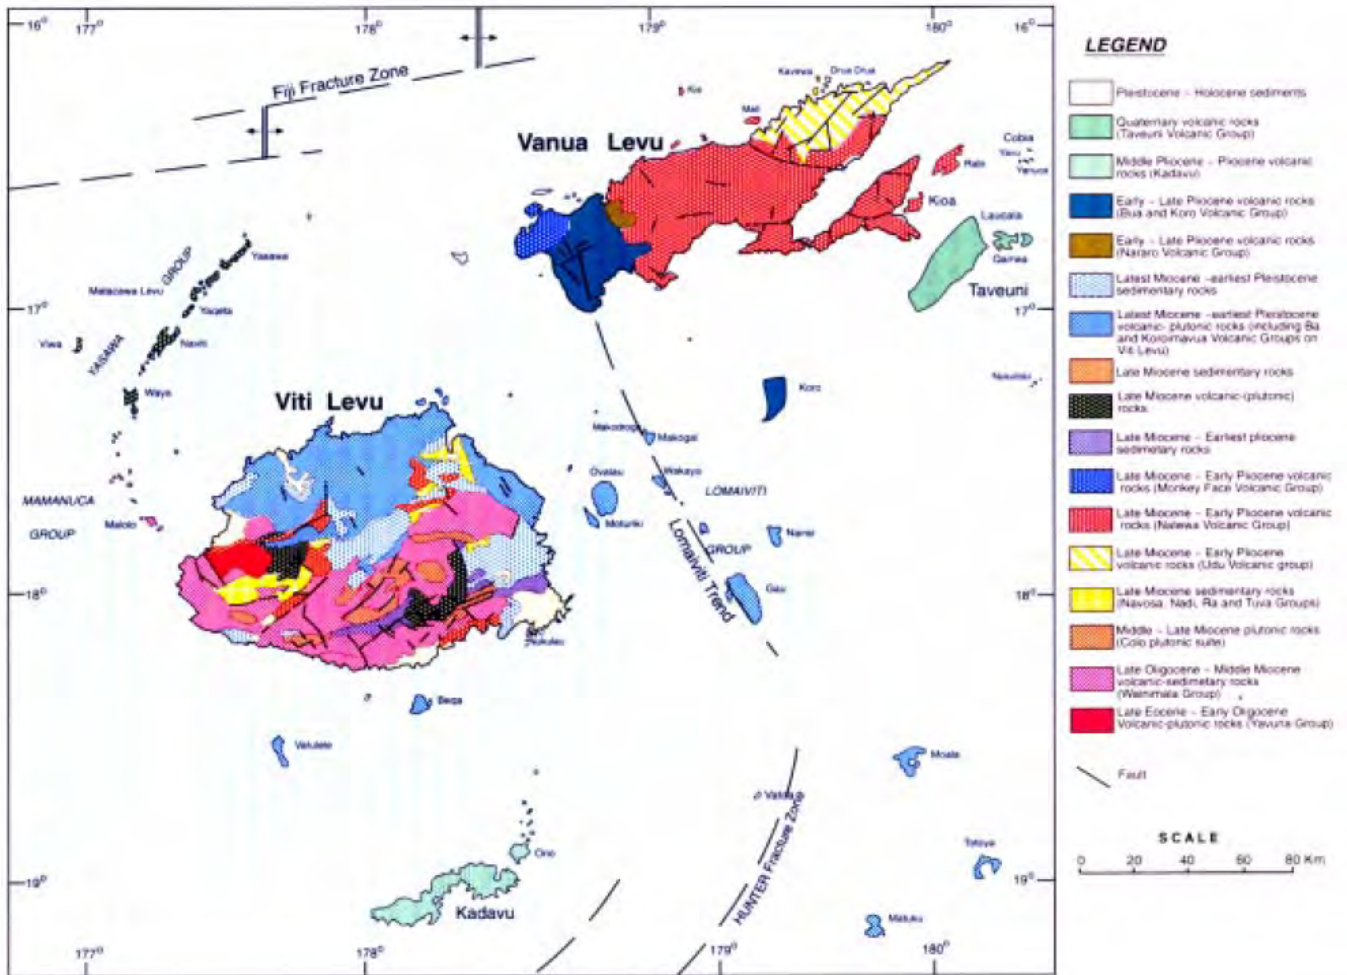 16°
177°
178°
179°
180°
16°
Fiji Fracture Zone
Vanua Levu
Kia
Mali
Kavewa
Drua Drua
Cobia
Yavu
Yanuca
Rabi
Kioa
Laucala
Qamea
Taveuni
17°
17°
YASAWA
GROUP
Yasawa
Matacawa Levu
Yaqeta
Naviti
Viwa
Waya
Viti Levu
Koro
Makodroga
Makogai
Ovalau
Wakaya
LOMAIVITI
GROUP
Moturiki
Nairai
Gau
Lomaiviti Trend
MAMANUCA
GROUP
Malolo
18°
18°
Nukulau
Beqa
Vatulele
Moala
HUNTER Fracture Zone
Totoya
Matuku
Ono
Kadavu
19°
19°
177°
178°
179°
180°
LEGEND
Pleistocene - Holocene sediments
Quaternary volcanic rocks
(Taveuni Volcanic Group)
Middle Pliocene - Pliocene volcanic
rocks (Kadavu)
Early - Late Pliocene volcanic rocks
(Bua and Koro Volcanic Group)
Early - Late Pliocene volcanic rocks
(Nararo Volcanic Group)
Latest Miocene -earliest Pleistocene
sedimentary rocks
Latest Miocene -earliest Pleistocene
volcanic- plutonic rocks (including Ba
and Koroimavua Volcanic Groups on
Viti Levu)
Late Miocene sedimentary rocks
Late Miocene volcanic-(plutonic)
rocks
Late Miocene - Earliest pliocene
sedimetary rocks
Late Miocene - Early Pliocene volcanic
rocks (Monkey Face Volcanic Group)
Late Miocene - Early Pliocene volcanic
rocks (Natewa Volcanic Group)
Late Miocene - Early Pliocene
volcanic rocks (Udu Volcanic group)
Late Miocene sedimentary rocks
(Navosa, Nadi, Ra and Tuva Groups)
Middle - Late Miocene plutonic rocks
(Colo plutonic suite)
Late Oligocene - Middle Miocene
volcanic-sedimetary rocks
(Wainimala Group)
Late Eocene - Early Oligocene
Volcanic-plutonic rocks (Yavuna Group)
Fault
SCALE
0 20 40 60 80 Km